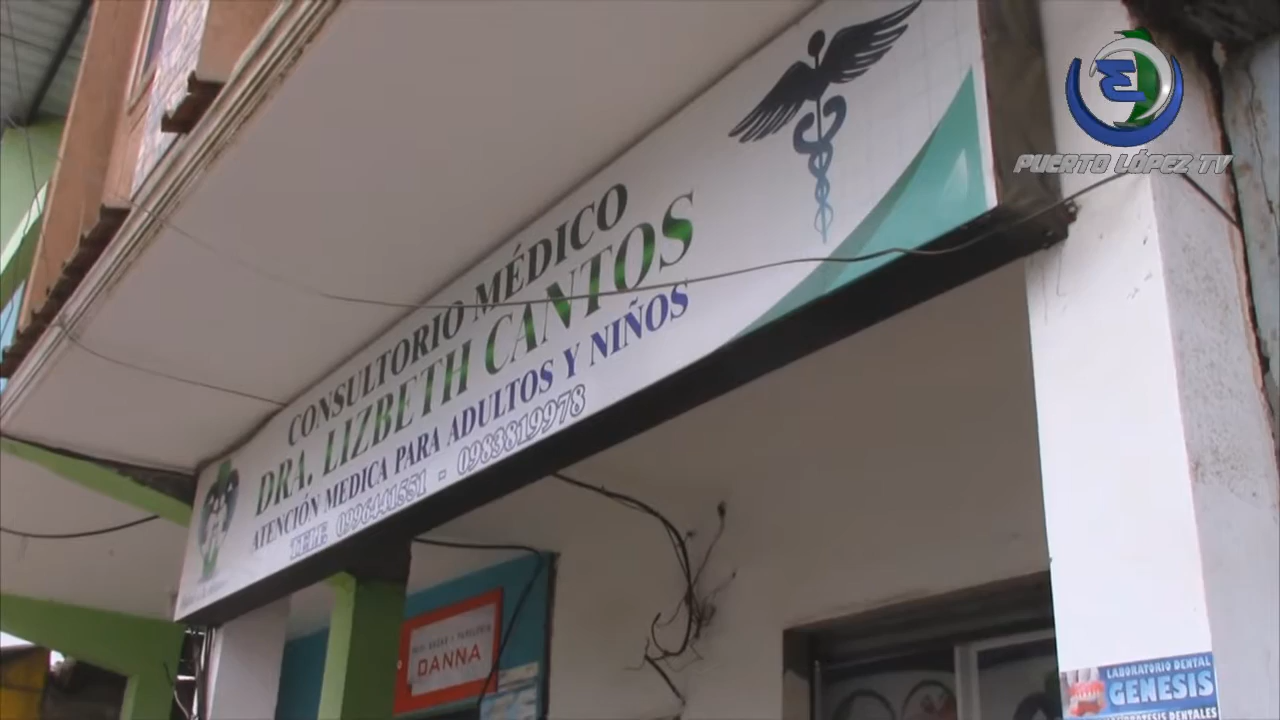 PUERTO LÓPEZ TV
CONSULTORIO MÉDICO
DRA. LIZBETH CANTOS
ATENCIÓN MEDICA PARA ADULTOS Y NIÑOS
TELF. 0996441551 - 0983819978
DANNA
LABORATORIO DENTAL
GENESIS